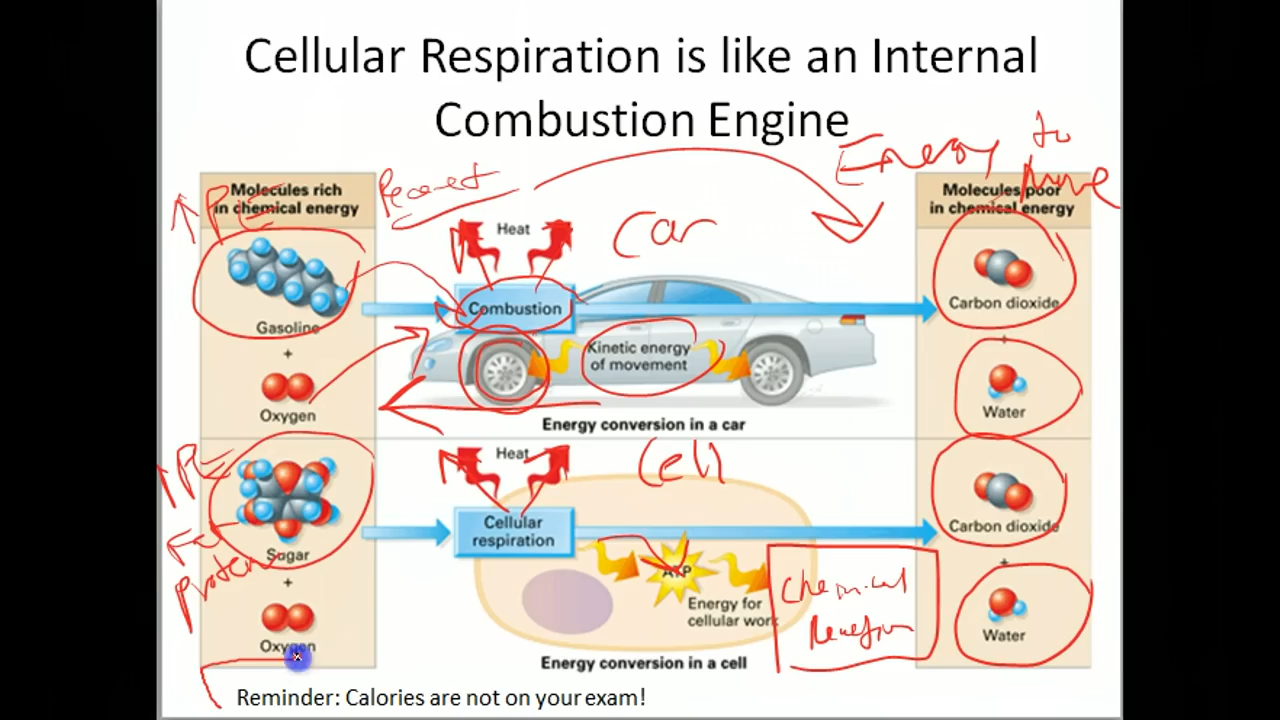 Cellular Respiration is like an Internal
Combustion Engine
Energy to
move
Molecules rich
in chemical energy
↑ PE
Molecules poor
in chemical energy
Heat
Car
Gasoline
+
Oxygen
Combustion
Kinetic energy
of movement
Energy conversion in a car
Carbon dioxide
+
Water
↑ PE
Fat
protein
Sugar
+
Oxygen
Heat
Cell
Cellular
respiration
ATP
Energy for
cellular work
Energy conversion in a cell
Chemical
Carbon dioxide
+
Water
Reminder: Calories are not on your exam!